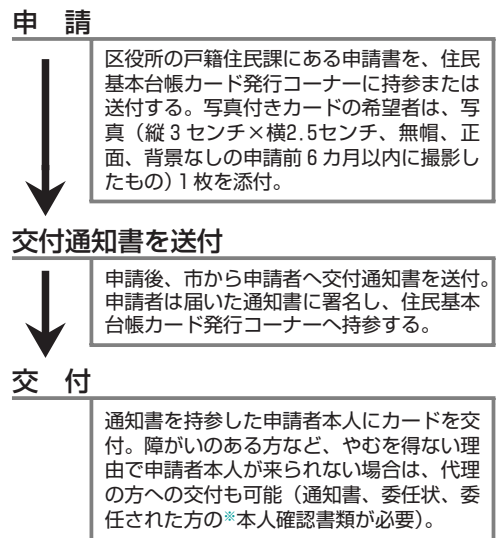 申　請
区役所の戸籍住民課にある申請書を、住民
基本台帳カード発行コーナーに持参または
送付する。写真付きカードの希望者は、写
真（縦３センチ×横2.5センチ、無帽、正
面、背景なしの申請前６カ月以内に撮影し
たもの）１枚を添付。
交付通知書を送付
申請後、市から申請者へ交付通知書を送付。
申請者は届いた通知書に署名し、住民基本
台帳カード発行コーナーへ持参する。
交　付
通知書を持参した申請者本人にカードを交
付。障がいのある方など、やむを得ない理
由で申請者本人が来られない場合は、代理
の方への交付も可能（通知書、委任状、委
任された方の※本人確認書類が必要）。